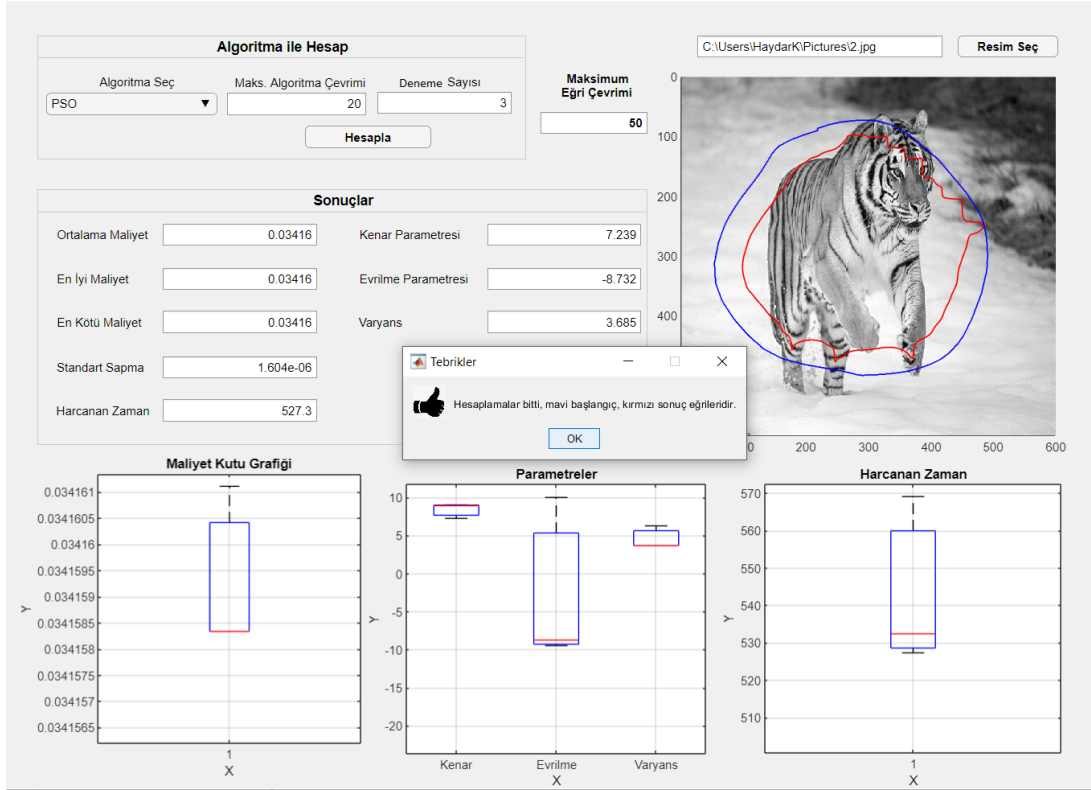 Algoritma ile Hesap
Algoritma Seç
Maks. Algoritma Çevrimi
Deneme Sayısı
PSO
20
3
Hesapla
Maksimum
Eğri Çevrimi
50
C:\Users\HaydarK\Pictures\2.jpg
Resim Seç
0
100
200
300
400
200
300
400
500
600
Sonuçlar
Ortalama Maliyet
0.03416
Kenar Parametresi
7.239
En İyi Maliyet
0.03416
Evrilme Parametresi
-8.732
En Kötü Maliyet
0.03416
Varyans
3.685
Standart Sapma
1.604e-06
Harcanan Zaman
527.3
Tebrikler
Hesaplamalar bitti, mavi başlangıç, kırmızı sonuç eğrileridir.
OK
Maliyet Kutu Grafiği
0.034161
0.0341605
0.03416
0.0341595
0.034159
0.0341585
0.034158
0.0341575
0.034157
0.0341565
Y
1
X
Parametreler
10
5
0
-5
-10
-15
-20
Y
Kenar
Evrilme
Varyans
X
Harcanan Zaman
570
560
550
540
530
520
510
Y
1
X